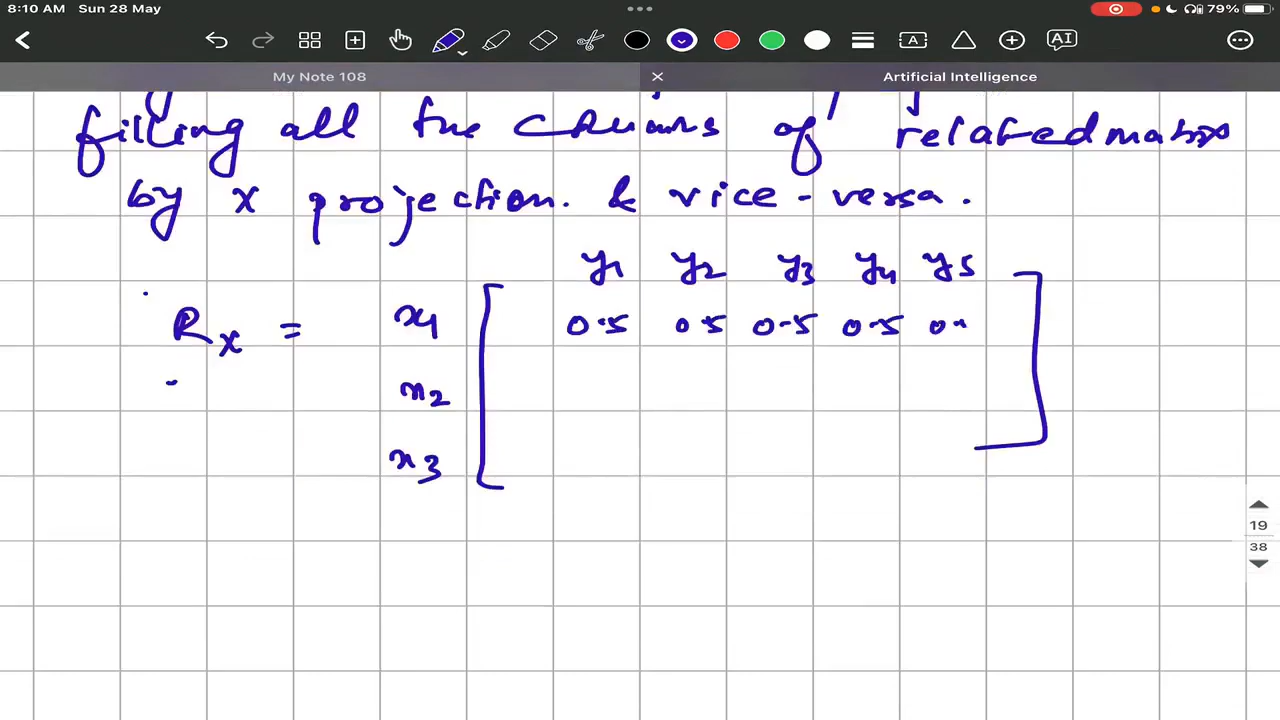 8:10 AM Sun 28 May
79%
A
AI
My Note 108
Artificial Intelligence
filling all the columns of related matrix
by x projection. & vice-versa.
y1 y2 y3 y4 y5
Rx = x1 0.5 0.5 0.5 0.5 0.
x2
x3
19
38